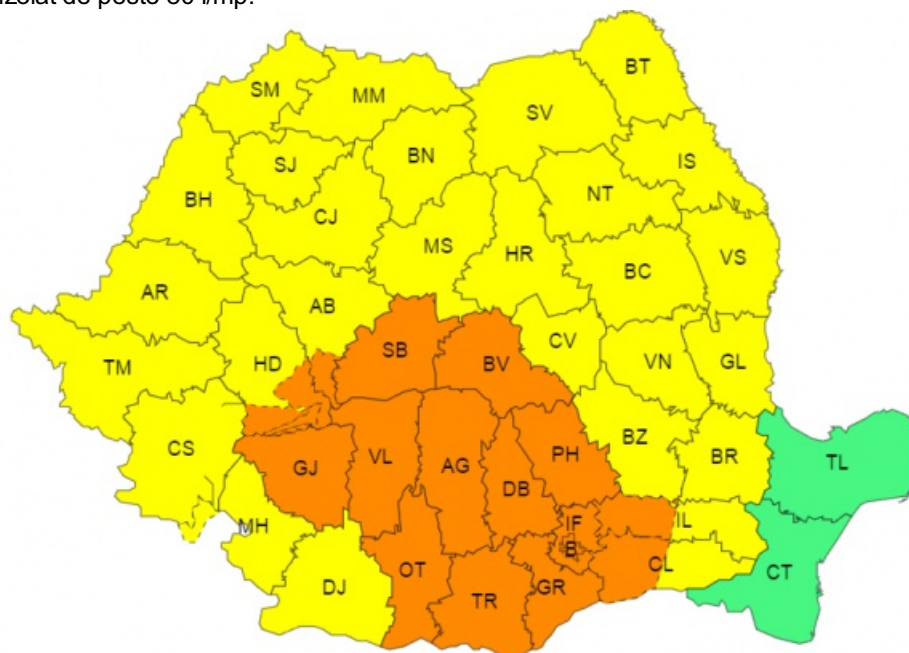 izolat de peste 50 l/mp.
BT
SM
MM
SV
BN
SJ
IS
NT
BH
CJ
MS
HR
BC
VS
AR
AB
SB
CV
TM
HD
BV
VN
GL
CS
GJ
VL
AG
PH
BZ
BR
TL
DB
MH
IF
IL
B
OT
CL
CT
DJ
TR
GR